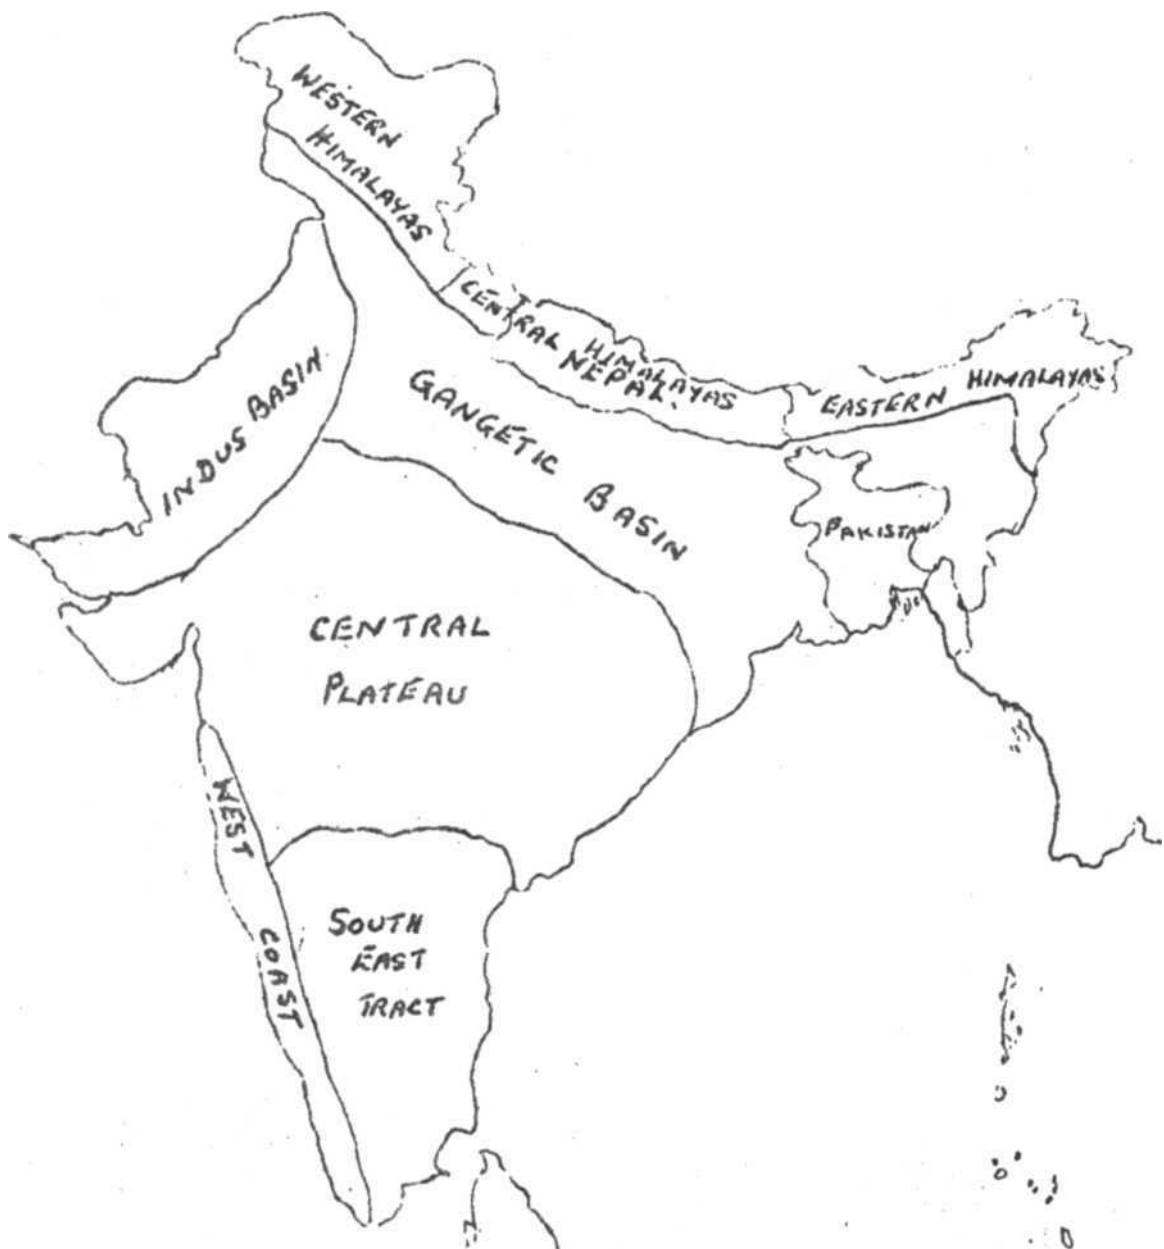 WESTERN
HIMALAYAS
CENTRAL HIMALAYAS
NEPAL.
EASTERN HIMALAYAS
INDUS BASIN
GANGETIC BASIN
PAKISTAN
CENTRAL
PLATEAU
WEST COAST
SOUTH
EAST
TRACT